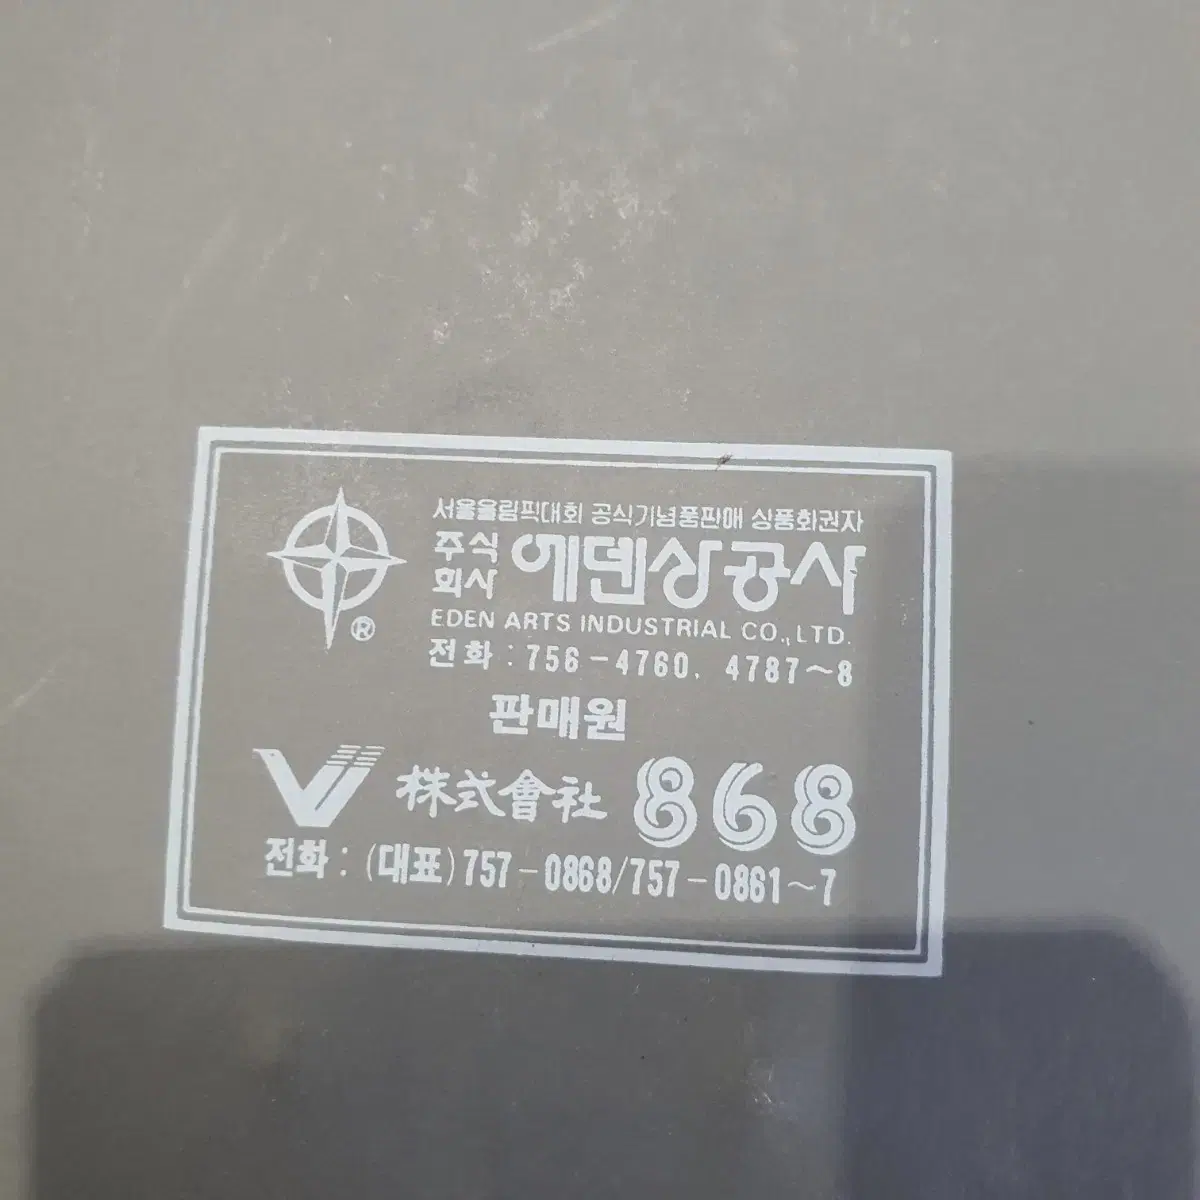 서울올림픽대회 공식기념품판매 상품화권자
주식회사 에덴상공사
®
EDEN ARTS INDUSTRIAL CO.,LTD.
전화 : 756-4760, 4787~8
판매원
株式會社 868
전화 : (대표) 757-0868/757-0861~7